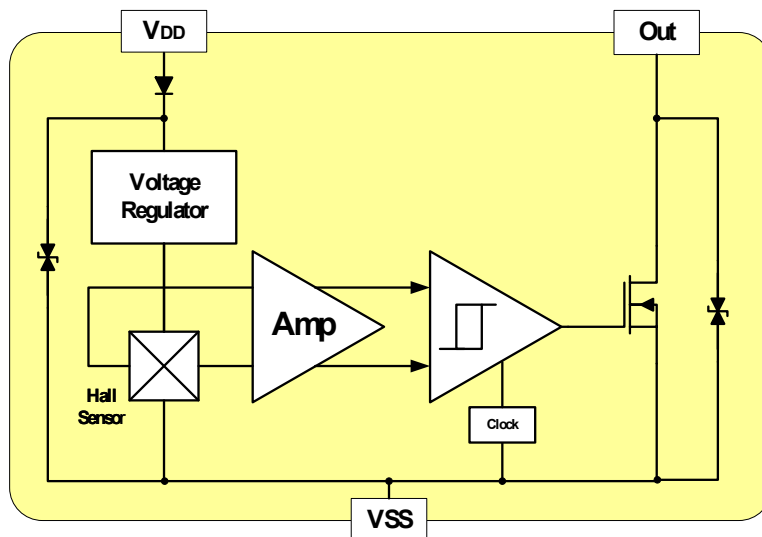 VDD
Out
Voltage
Regulator
Amp
Hall
Sensor
Clock
VSS